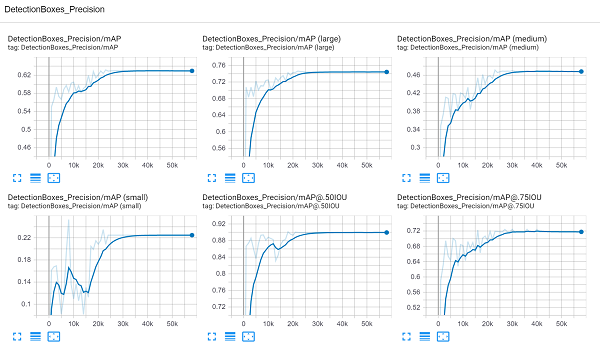 DetectionBoxes_Precision
DetectionBoxes_Precision/mAP
tag: DetectionBoxes_Precision/mAP
0.62
0.58
0.54
0.5
0.46
0 10k 20k 30k 40k 50k
DetectionBoxes_Precision/mAP (large)
tag: DetectionBoxes_Precision/mAP (large)
0.76
0.72
0.68
0.64
0.6
0.56
0 10k 20k 30k 40k 50k
DetectionBoxes_Precision/mAP (medium)
tag: DetectionBoxes_Precision/mAP (medium)
0.46
0.42
0.38
0.34
0.3
0 10k 20k 30k 40k 50k
DetectionBoxes_Precision/mAP (small)
tag: DetectionBoxes_Precision/mAP (small)
0.22
0.18
0.14
0.1
0 10k 20k 30k 40k 50k
DetectionBoxes_Precision/mAP@.50IOU
tag: DetectionBoxes_Precision/mAP@.50IOU
0.92
0.88
0.84
0.8
0.76
0.72
0 10k 20k 30k 40k 50k
DetectionBoxes_Precision/mAP@.75IOU
tag: DetectionBoxes_Precision/mAP@.75IOU
0.72
0.68
0.64
0.6
0.56
0.52
0 10k 20k 30k 40k 50k